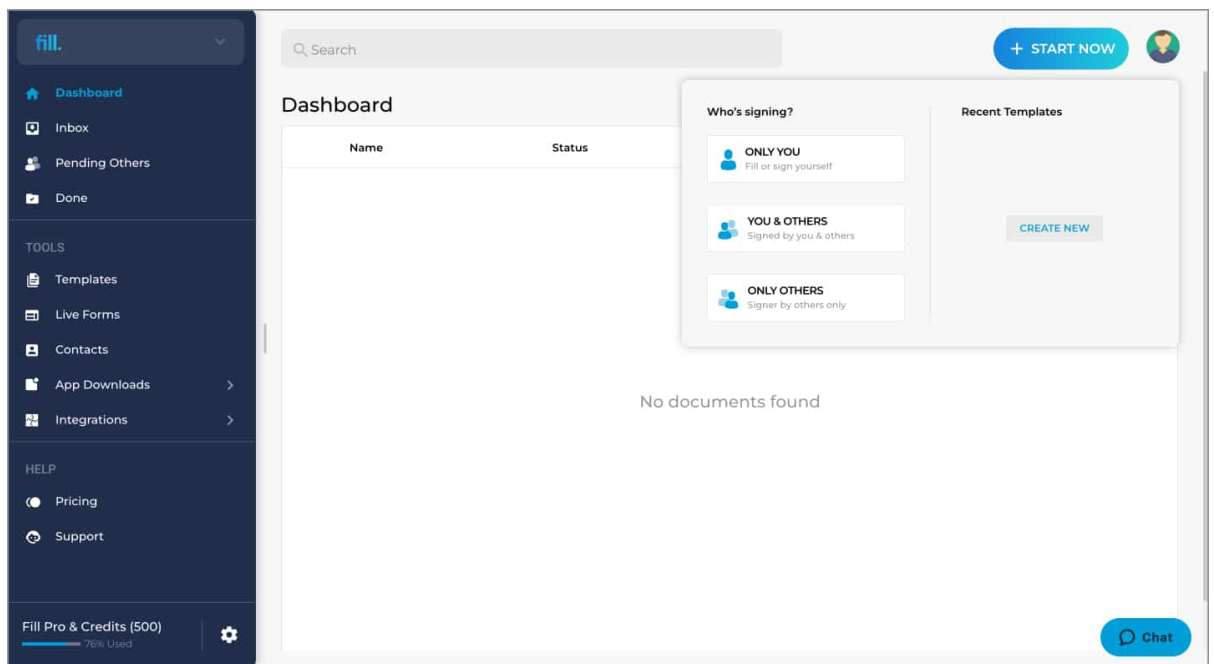 fill.
Dashboard
Inbox
Pending Others
Done
TOOLS
Templates
Live Forms
Contacts
App Downloads
Integrations
HELP
Pricing
Support
Fill Pro & Credits (500)
76% Used
Search
+ START NOW
Dashboard
Name
Status
Who's signing?
ONLY YOU
Fill or sign yourself
YOU & OTHERS
Signed by you & others
ONLY OTHERS
Signer by others only
Recent Templates
CREATE NEW
No documents found
Chat